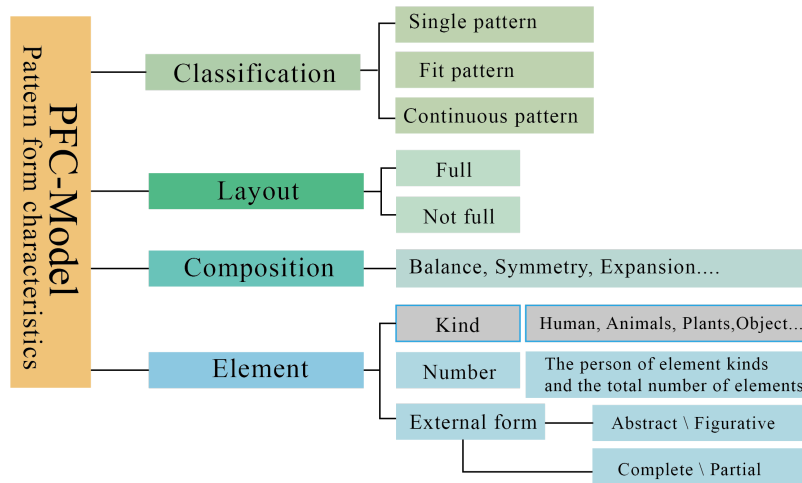 PFC-Model
Pattern form characteristics
Classification
Single pattern
Fit pattern
Continuous pattern
Layout
Full
Not full
Composition
Balance, Symmetry, Expansion....
Element
Kind
Human, Animals, Plants,Object...
Number
The person of element kinds
and the total number of elements
External form
Abstract \ Figurative
Complete \ Partial